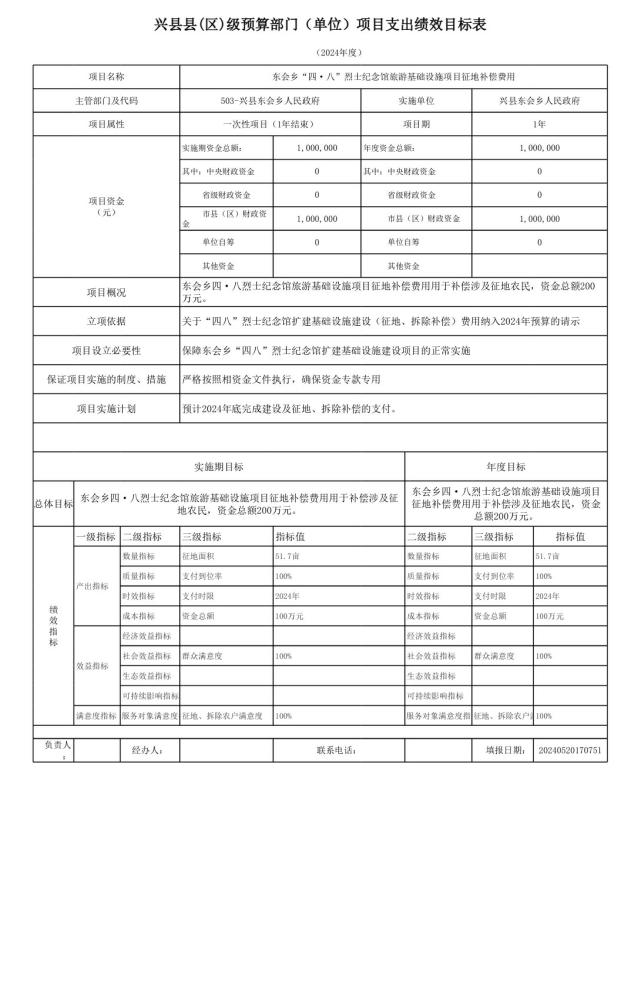 兴县县(区)级预算部门（单位）项目支出绩效目标表
（2024年度）
项目名称 东会乡“四·八”烈士纪念馆旅游基础设施项目征地补偿费用
主管部门及代码 503-兴县东会乡人民政府 实施单位 兴县东会乡人民政府
项目属性 一次性项目（1年结束） 项目期 1年
项目资金
（元）
实施期资金总额： 1,000,000 年度资金总额： 1,000,000
其中：中央财政资金 0 其中：中央财政资金 0
省级财政资金 0 省级财政资金 0
市县（区）财政资
金 1,000,000 市县（区）财政资金 1,000,000
单位自筹 0 单位自筹 0
其他资金 其他资金
项目概况 东会乡四·八烈士纪念馆旅游基础设施项目征地补偿费用用于补偿涉及征地农民，资金总额200
万元。
立项依据 关于“四八”烈士纪念馆扩建基础设施建设（征地、拆除补偿）费用纳入2024年预算的请示
项目设立必要性 保障东会乡“四八”烈士纪念馆扩建基础设施建设项目的正常实施
保证项目实施的制度、措施 严格按照相资金文件执行，确保资金专款专用
项目实施计划 预计2024年底完成建设及征地、拆除补偿的支付。
实施期目标 年度目标
总体目标
东会乡四·八烈士纪念馆旅游基础设施项目征地补偿费用用于补偿涉及征
地农民，资金总额200万元。
东会乡四·八烈士纪念馆旅游基础设施项目
征地补偿费用用于补偿涉及征地农民，资金
总额200万元。
绩
效
指
标
一级指标 二级指标 三级指标 指标值 二级指标 三级指标 指标值
产出指标
数量指标 征地面积 51.7亩 数量指标 征地面积 51.7亩
质量指标 支付到位率 100% 质量指标 支付到位率 100%
时效指标 支付时限 2024年 时效指标 支付时限 2024年
成本指标 资金总额 100万元 成本指标 资金总额 100万元
效益指标
经济效益指标 经济效益指标
社会效益指标 群众满意度 100% 社会效益指标 群众满意度 100%
生态效益指标 生态效益指标
可持续影响指标 可持续影响指标
满意度指标 服务对象满意度 征地、拆除农户满意度 100% 服务对象满意度指 征地、拆除农户 100%
负责人
： 经办人： 联系电话： 填报日期： 20240520170751